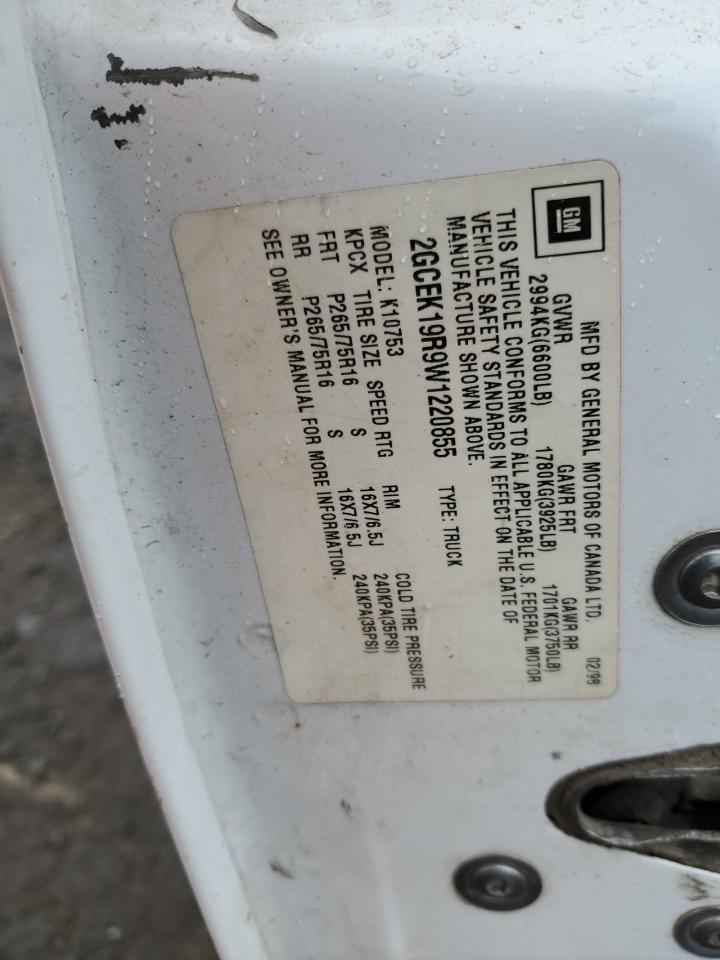 GM
MFD BY GENERAL MOTORS OF CANADA LTD. 02/98
GVWR GAWR FRT GAWR RR
2994KG(6600LB) 1780KG(3925LB) 1701KG(3750LB)
THIS VEHICLE CONFORMS TO ALL APPLICABLE U.S. FEDERAL MOTOR
VEHICLE SAFETY STANDARDS IN EFFECT ON THE DATE OF
MANUFACTURE SHOWN ABOVE.
2GCEK19R9W1220855 TYPE: TRUCK
MODEL: K10753
KPCX TIRE SIZE SPEED RTG RIM COLD TIRE PRESSURE
FRT P265/75R16 S 16X7/6.5J 240KPA(35PSI)
RR P265/75R16 S 16X7/6.5J 240KPA(35PSI)
SEE OWNER'S MANUAL FOR MORE INFORMATION.